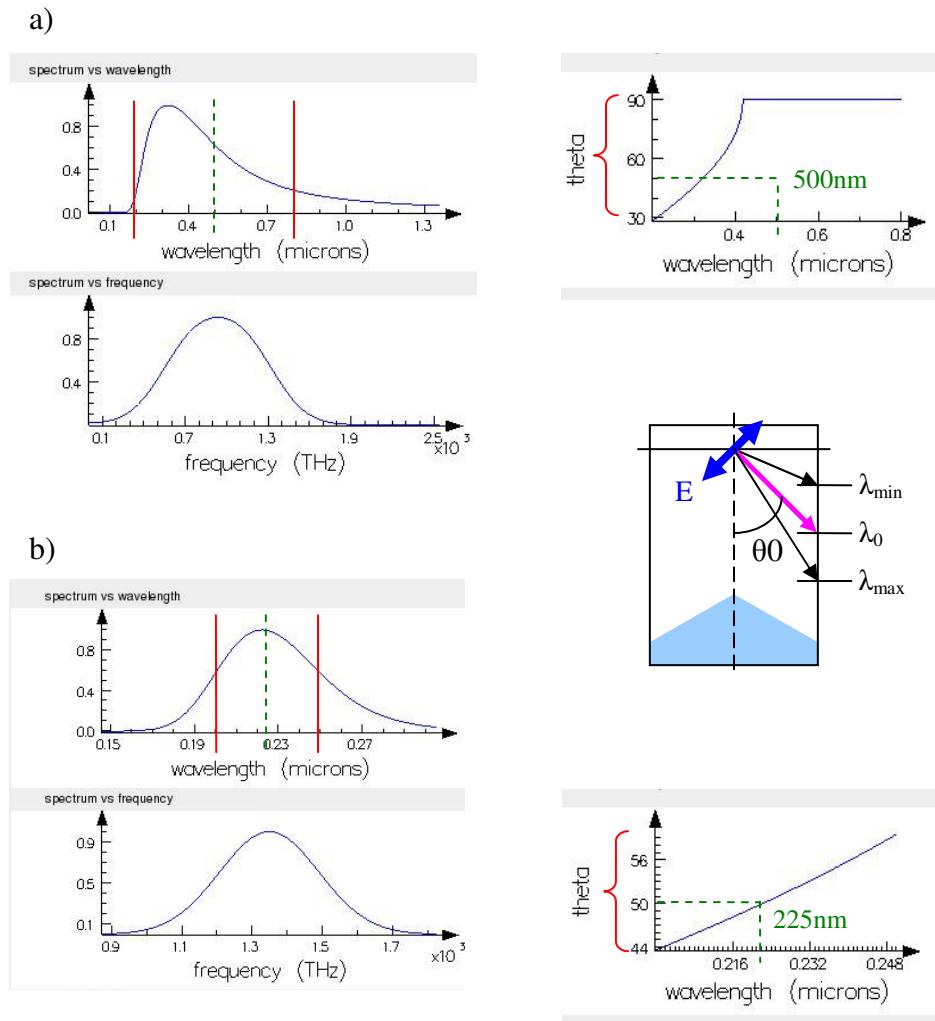 a)
spectrum vs wavelength
0.8
0.4
0.0
0.1 0.4 0.7 1.0 1.3
wavelength (microns)
90
60
30
theta
500nm
0.4 0.6 0.8
wavelength (microns)
spectrum vs frequency
0.8
0.4
0.1 0.7 1.3 1.9 2.5
×10 3
frequency (THz)
E
θ0
λmin
λ0
λmax
b)
spectrum vs wavelength
0.8
0.4
0.0
0.15 0.19 0.23 0.27
wavelength (microns)
spectrum vs frequency
0.9
0.5
0.1
0.9 1.1 1.3 1.5 1.7
×10 3
frequency (THz)
56
50
44
theta
225nm
0.216 0.232 0.248
wavelength (microns)